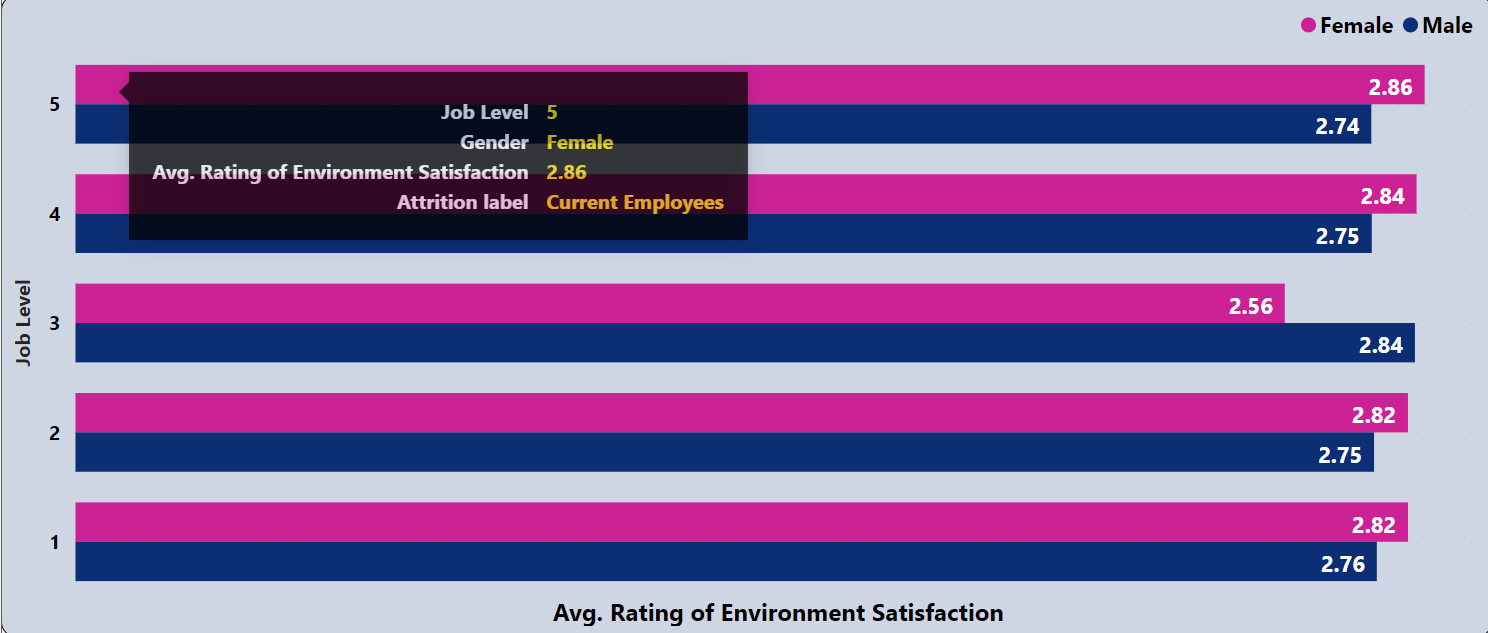 Female Male
5
2.86
2.74
Job Level 5
Gender Female
Avg. Rating of Environment Satisfaction 2.86
Attrition label Current Employees
4
2.84
2.75
Job Level
3
2.56
2.84
2
2.82
2.75
1
2.82
2.76
Avg. Rating of Environment Satisfaction